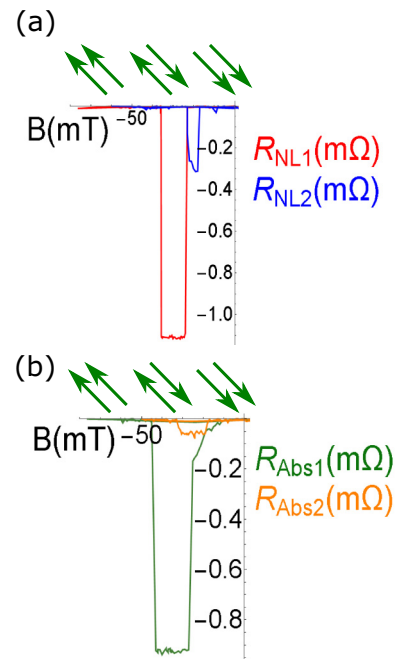 (a)
B(mT) -50
-0.2
-0.4
-0.6
-0.8
-1.0
R_NL1(mΩ)
R_NL2(mΩ)
(b)
B(mT) -50
-0.2
-0.4
-0.6
-0.8
R_Abs1(mΩ)
R_Abs2(mΩ)